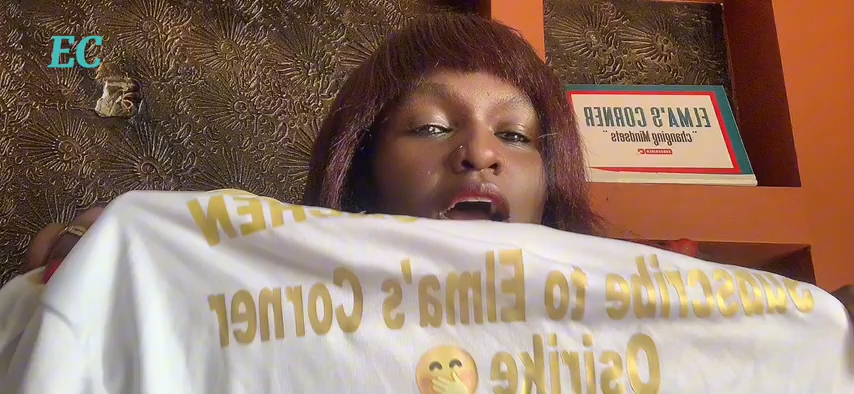 EC
ELMA'S CORNER
"changing Mindsets"
Subscribe to Elma's Corner
Osirike